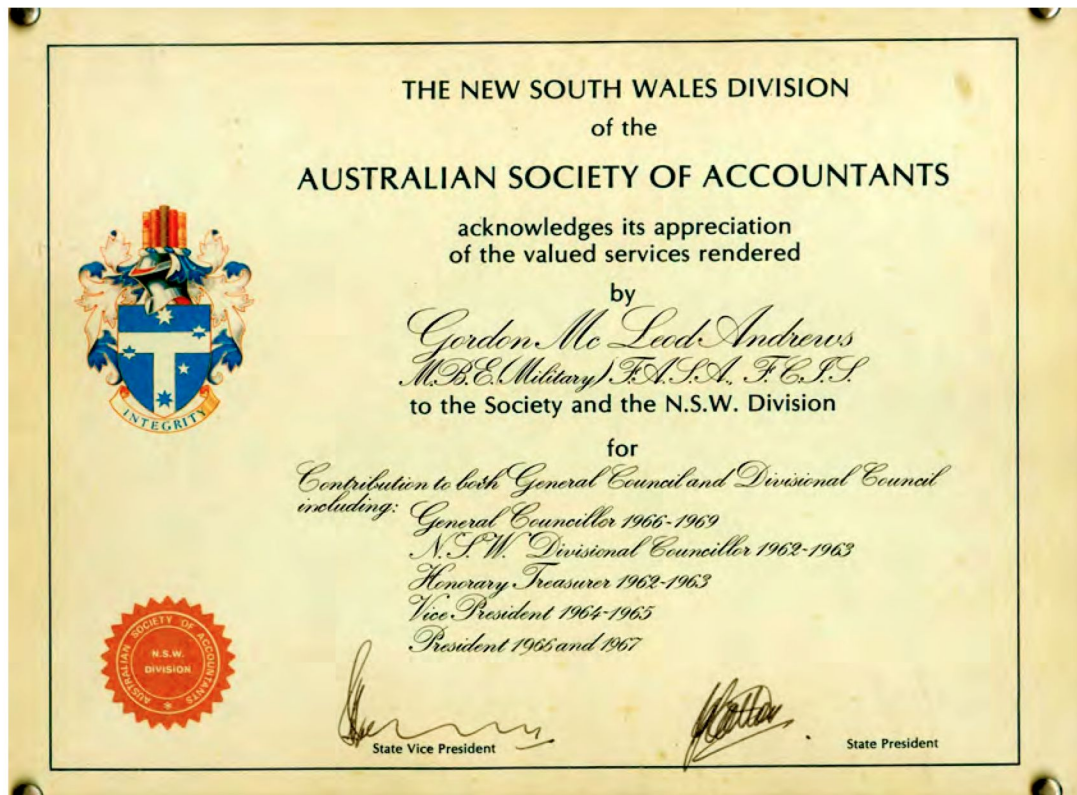 THE NEW SOUTH WALES DIVISION
of the
AUSTRALIAN SOCIETY OF ACCOUNTANTS
acknowledges its appreciation
of the valued services rendered
by
Gordon Mc Leod Andrews
M.B.E. (Military) F.A.S.A., F.C.I.S.
to the Society and the N.S.W. Division
for
Contribution to both General Council and Divisional Council
including:
General Councillor 1966-1969
N.S.W. Divisional Councillor 1962-1963
Honorary Treasurer 1962-1963
Vice President 1964-1965
President 1966 and 1967
INTEGRITY
AUSTRALIAN SOCIETY OF ACCOUNTANTS
N.S.W.
DIVISION
State Vice President
State President